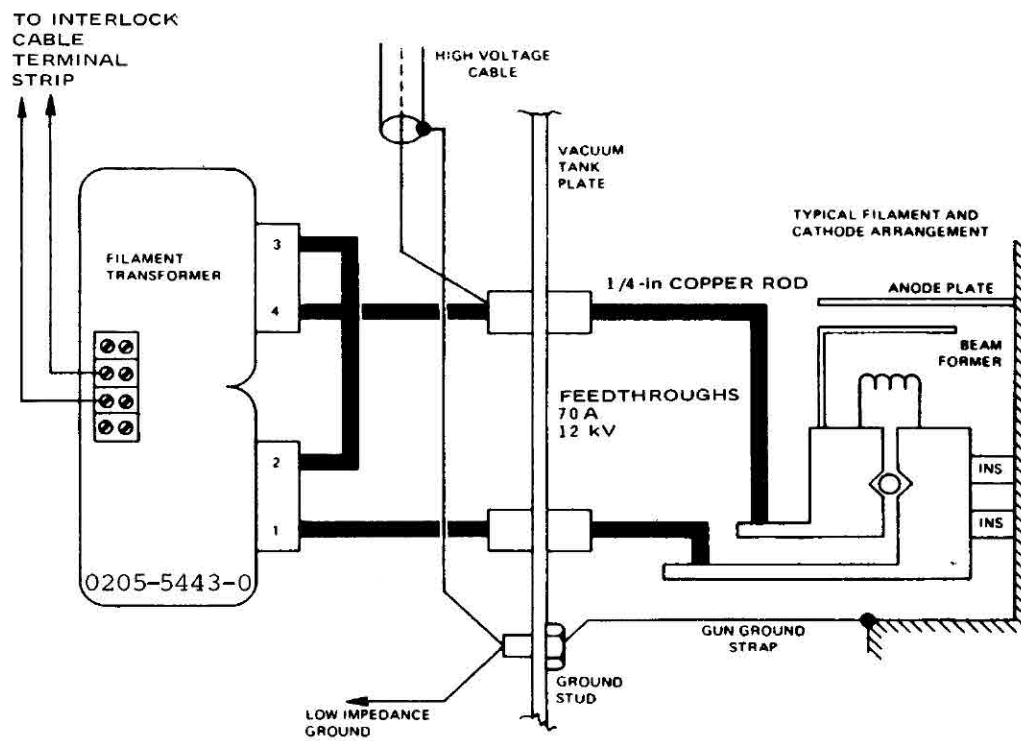 TO INTERLOCK
CABLE
TERMINAL
STRIP
HIGH VOLTAGE
CABLE
VACUUM
TANK
PLATE
TYPICAL FILAMENT AND
CATHODE ARRANGEMENT
FILAMENT
TRANSFORMER
3
4
2
1
1/4-in COPPER ROD
ANODE PLATE
BEAM
FORMER
FEEDTHROUGHS
70 A
12 kV
INS
INS
0205-5443-0
GUN GROUND
STRAP
GROUND
STUD
LOW IMPEDANCE
GROUND